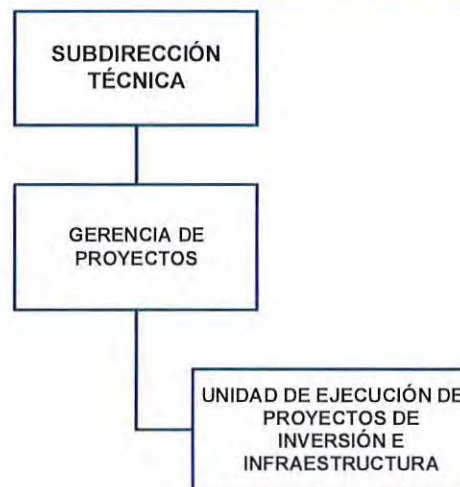 SUBDIRECCIÓN
TÉCNICA
GERENCIA DE
PROYECTOS
UNIDAD DE EJECUCIÓN DE
PROYECTOS DE
INVERSIÓN E
INFRAESTRUCTURA